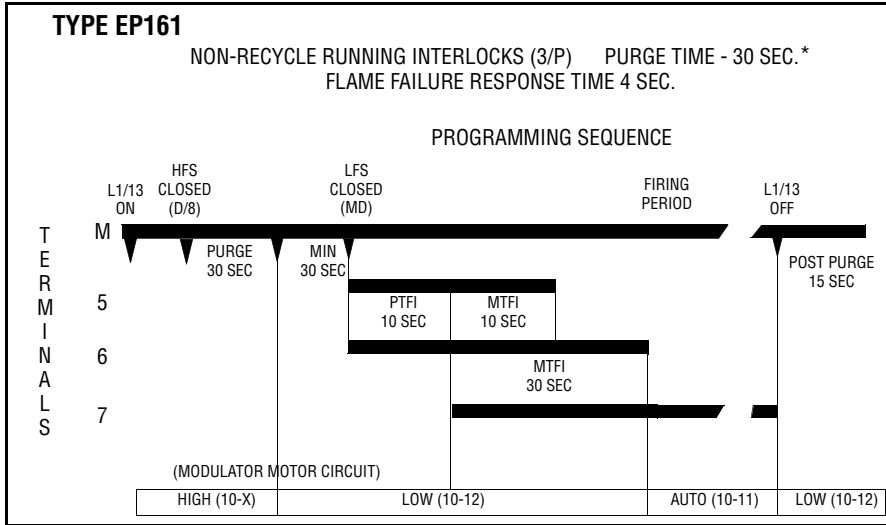 TYPE EP161
NON-RECYCLE RUNNING INTERLOCKS (3/P) PURGE TIME - 30 SEC.*
FLAME FAILURE RESPONSE TIME 4 SEC.
PROGRAMMING SEQUENCE
L1/13
ON
HFS
CLOSED
(D/8)
LFS
CLOSED
(MD)
FIRING
PERIOD
L1/13
OFF
TERMINALS
M
PURGE
30 SEC
MIN
30 SEC
POST PURGE
15 SEC
5
PTFI
10 SEC
MTFI
10 SEC
6
MTFI
30 SEC
7
(MODULATOR MOTOR CIRCUIT)
HIGH (10-X) LOW (10-12) AUTO (10-11) LOW (10-12)